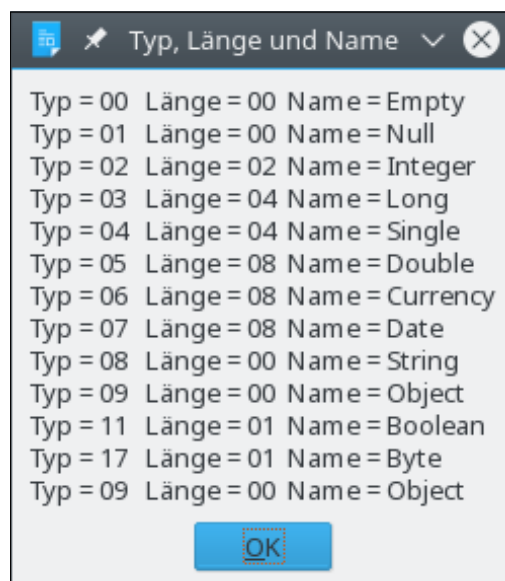 Typ, Länge und Name
Typ = 00 Länge = 00 Name = Empty
Typ = 01 Länge = 00 Name = Null
Typ = 02 Länge = 02 Name = Integer
Typ = 03 Länge = 04 Name = Long
Typ = 04 Länge = 04 Name = Single
Typ = 05 Länge = 08 Name = Double
Typ = 06 Länge = 08 Name = Currency
Typ = 07 Länge = 08 Name = Date
Typ = 08 Länge = 00 Name = String
Typ = 09 Länge = 00 Name = Object
Typ = 11 Länge = 01 Name = Boolean
Typ = 17 Länge = 01 Name = Byte
Typ = 09 Länge = 00 Name = Object
OK